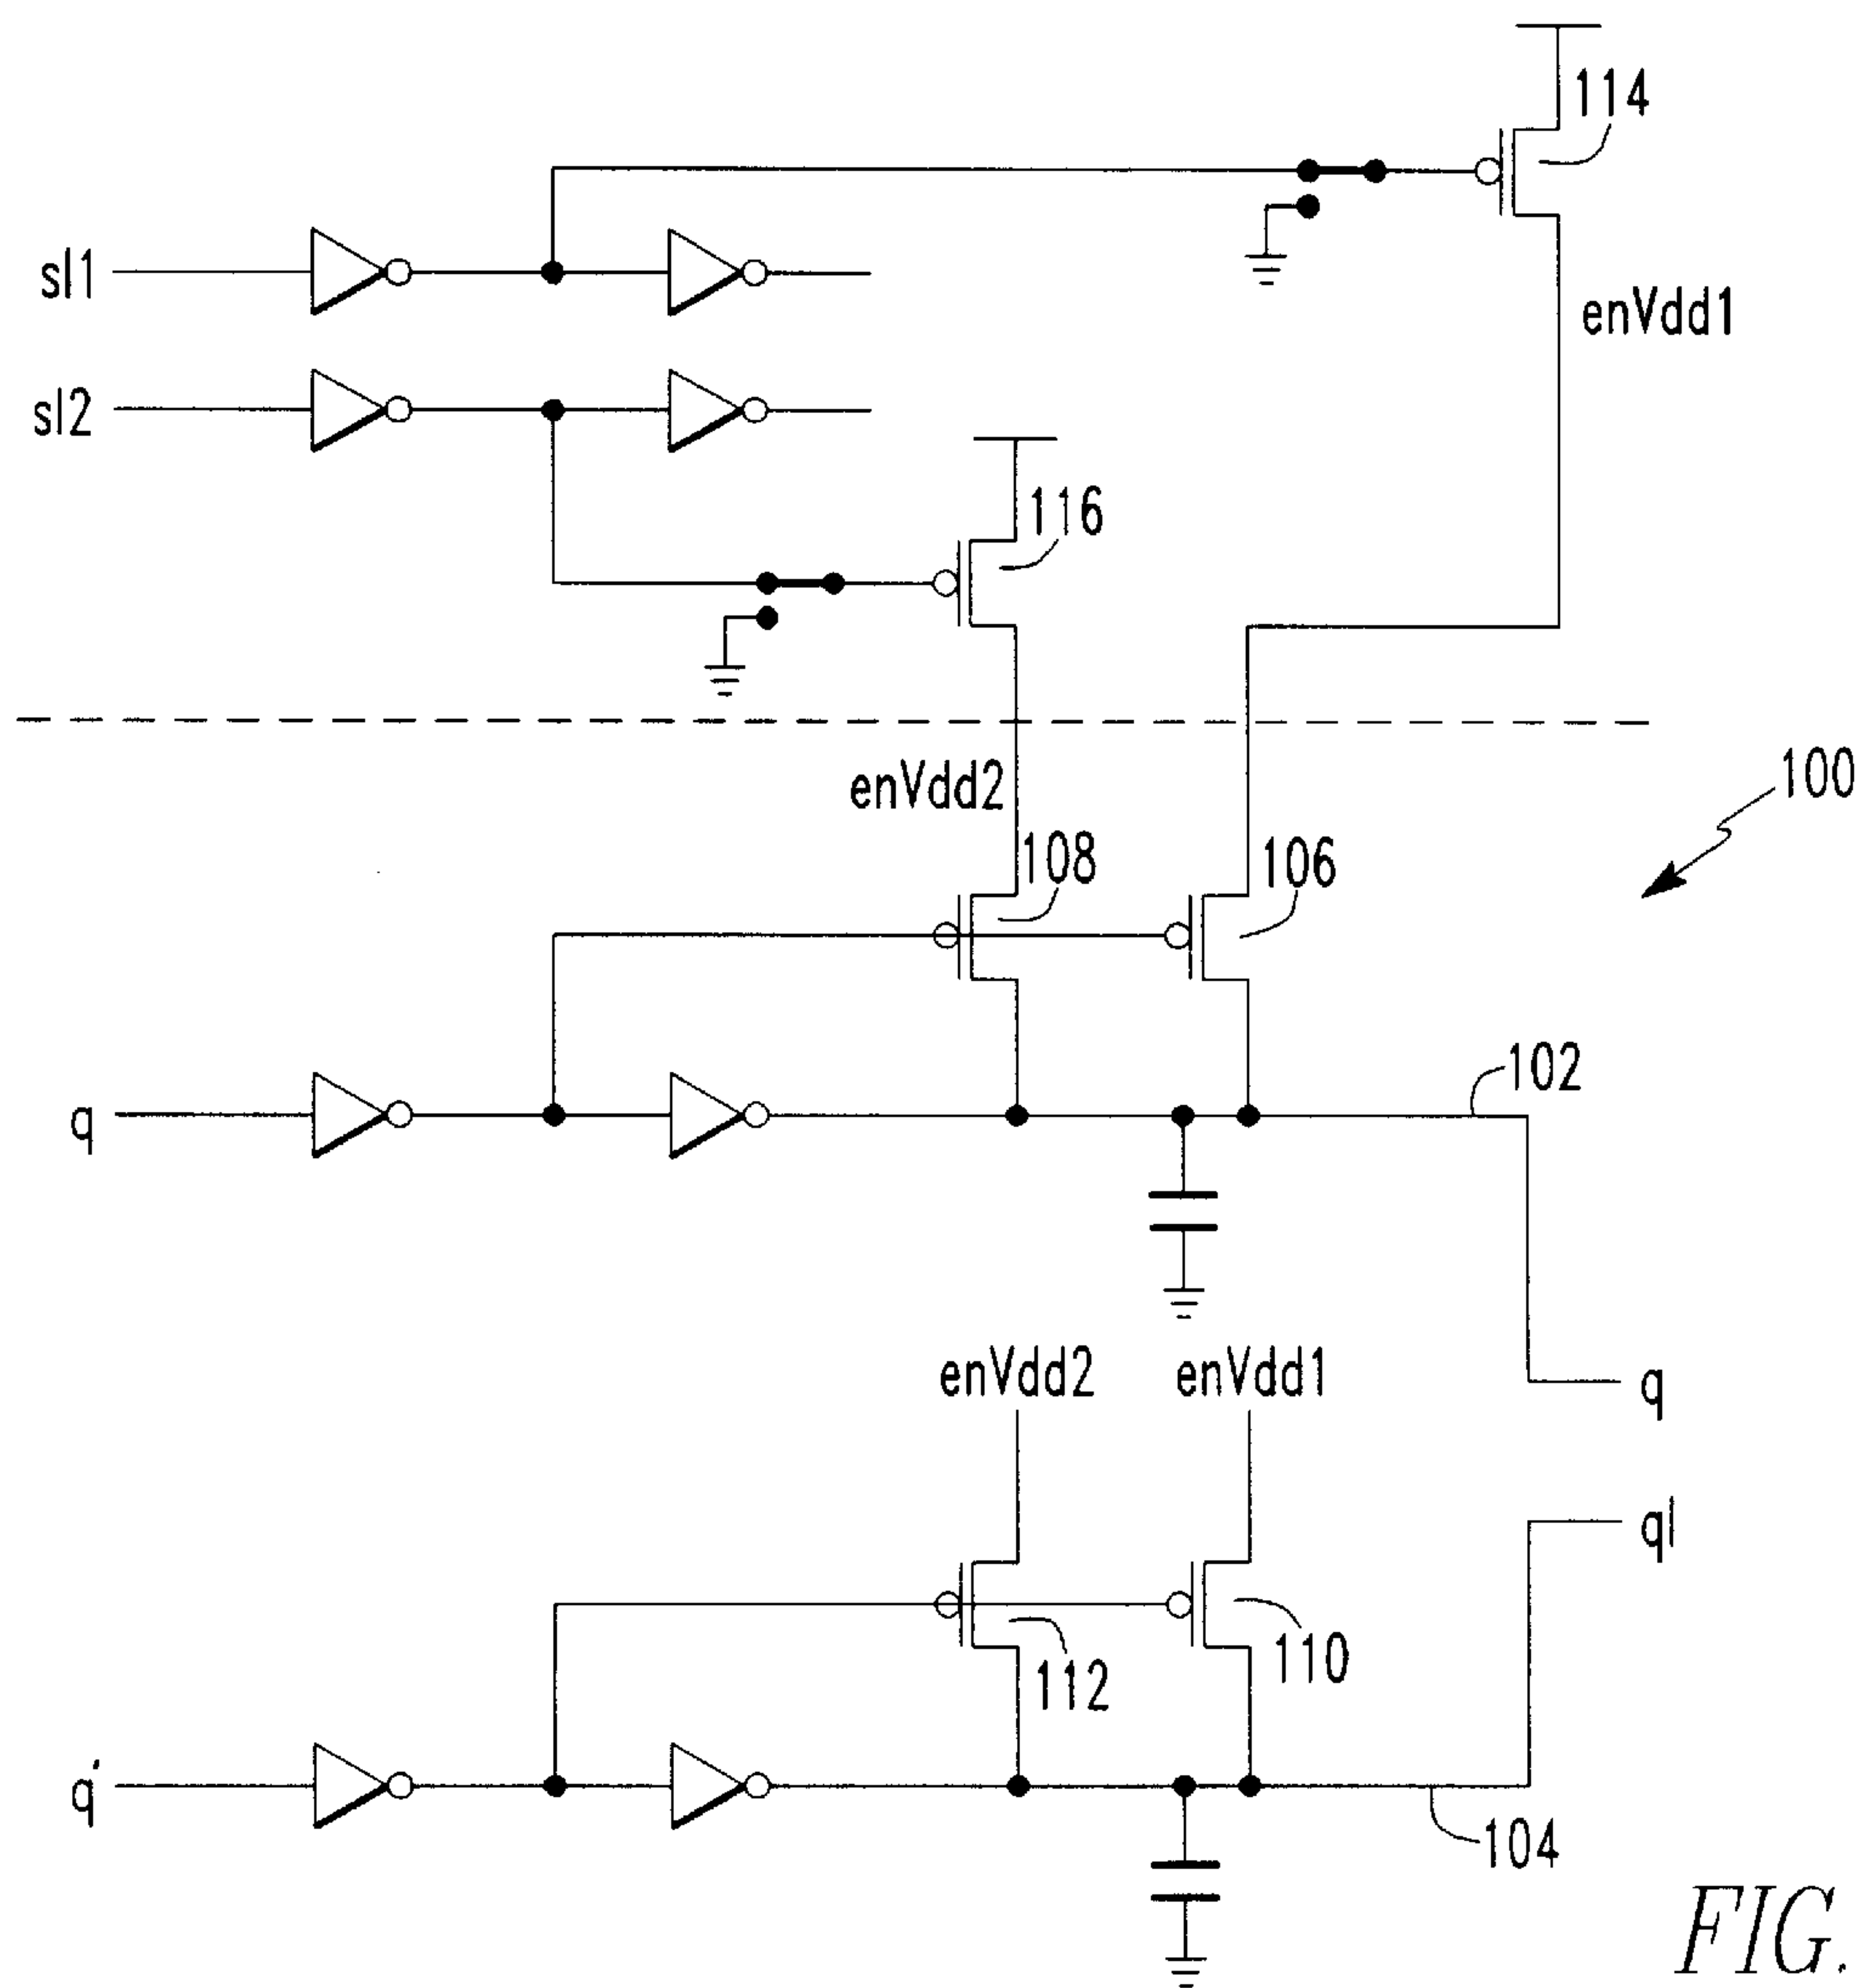 114
sl1
enVdd1
sl2
116
enVdd2
100
108
106
102
q
enVdd2
enVdd1
q
ql
112
110
q'
104
FIG.